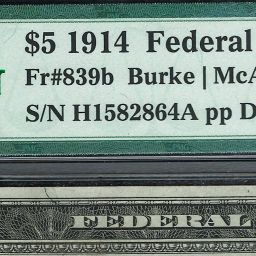 $5 1914 Federal
Fr#839b Burke | McA
S/N H1582864A pp D
FEDERAL